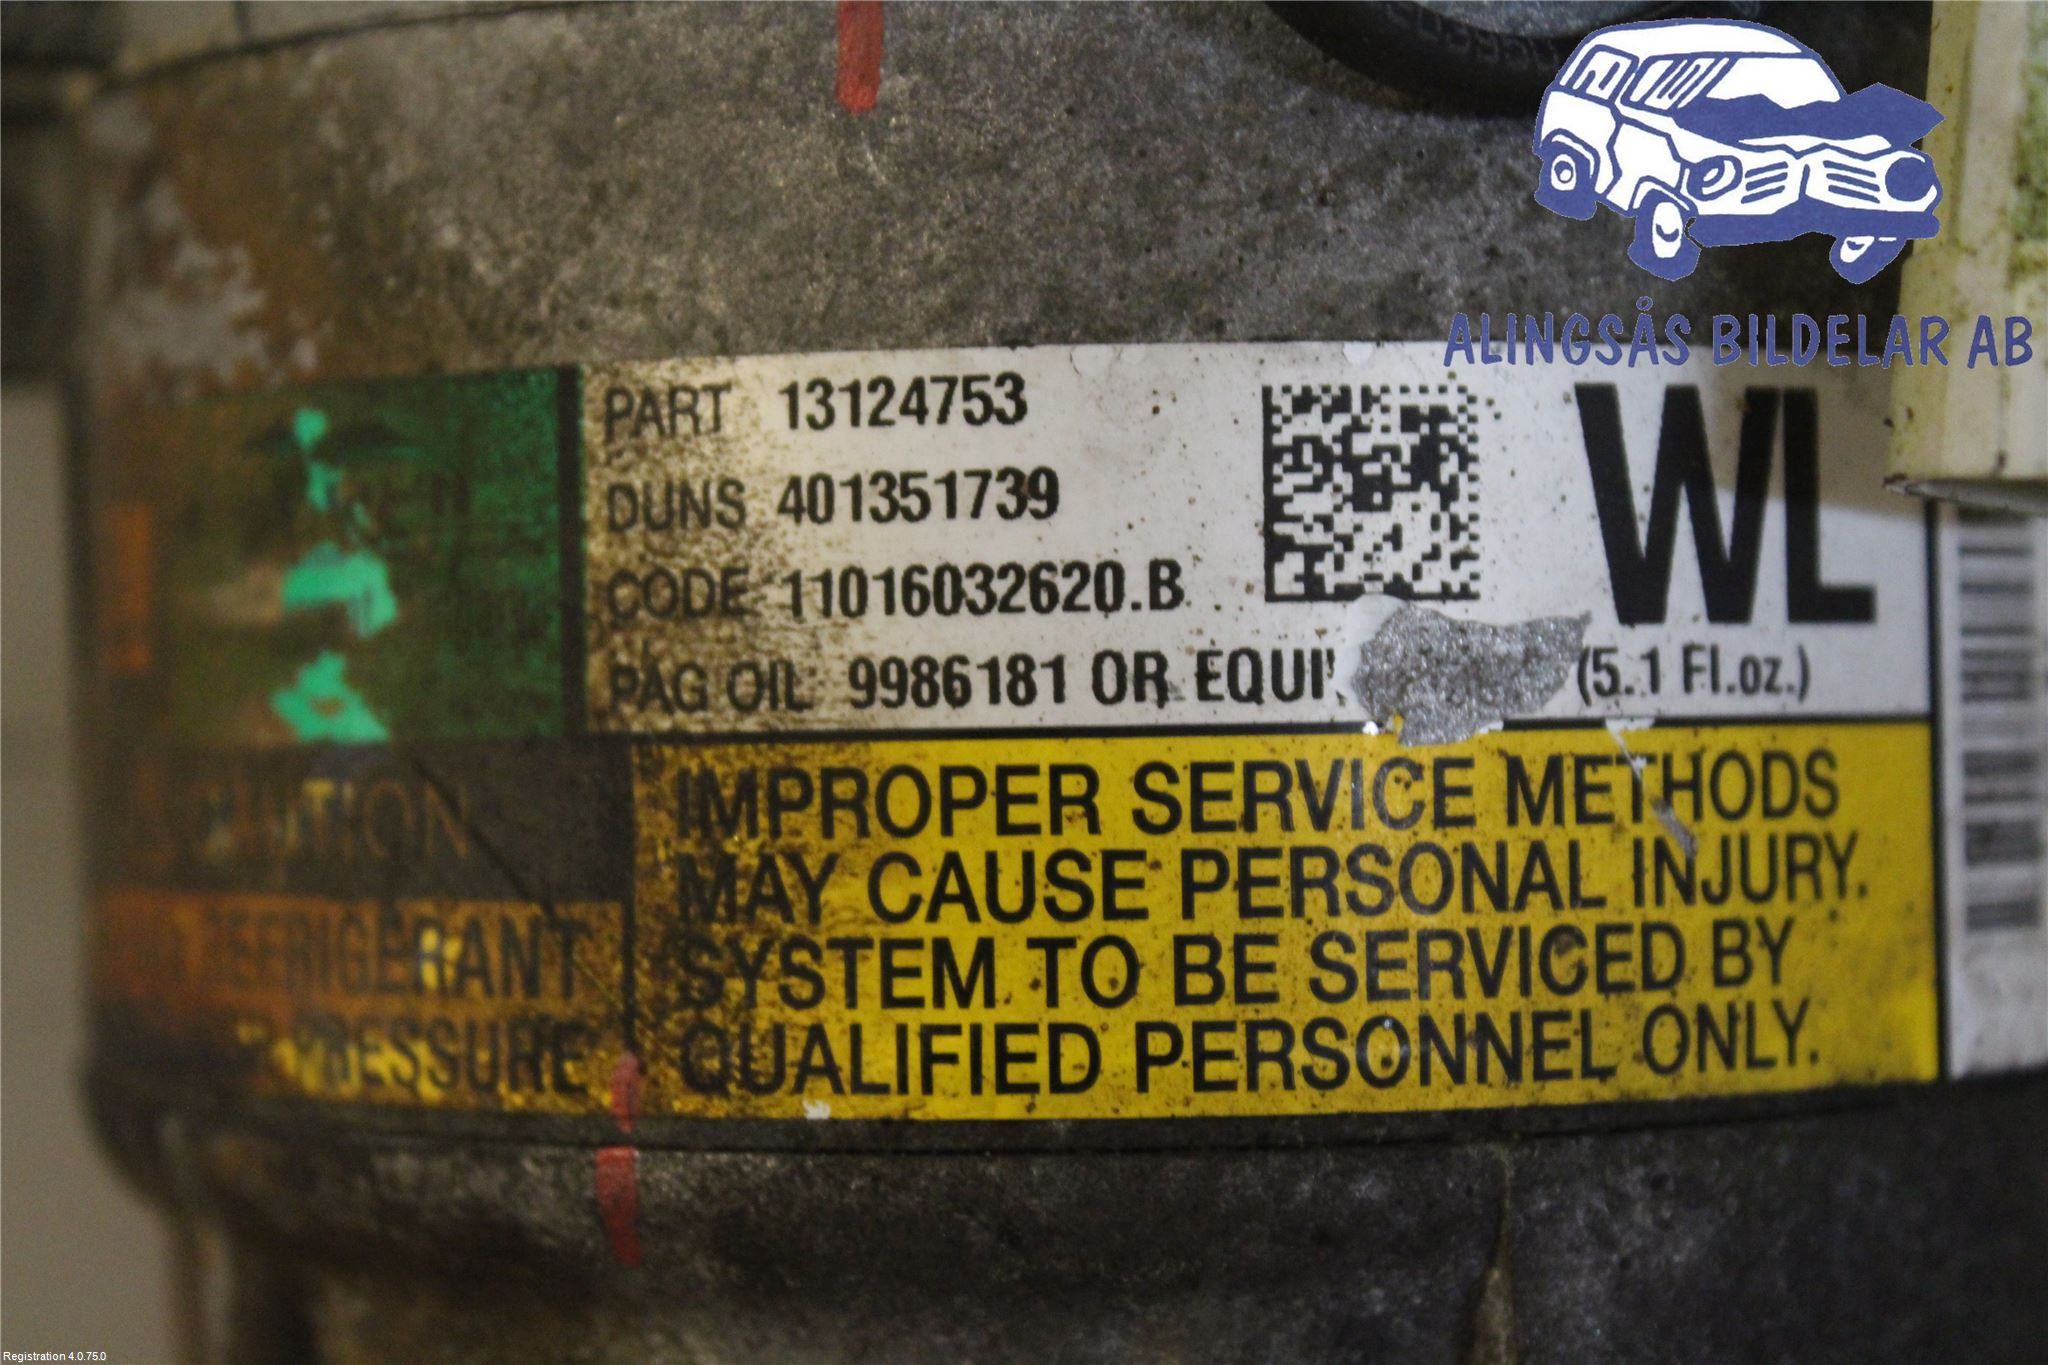 ALINGSÅS BILDELAR AB
PART 13124753
DUNS 401351739
CODE 11016032620.B
PAG OIL 9986181 OR (5.1 Fl.oz.)
WL
CAUTION
REFRIGERANT
PRESSURE
IMPROPER SERVICE METHODS
MAY CAUSE PERSONAL INJURY.
SYSTEM TO BE SERVICED BY
QUALIFIED PERSONNEL ONLY.
Registration 4.0.75.0